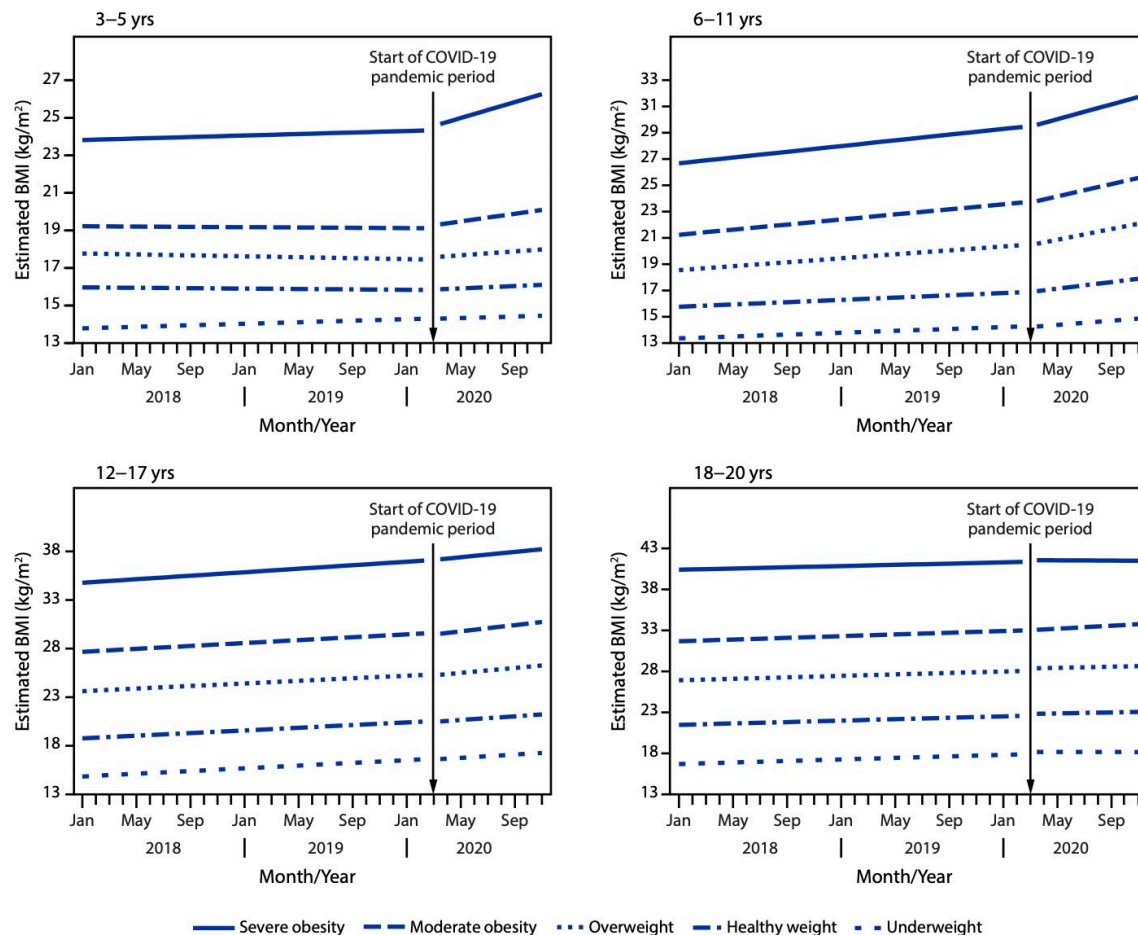 3–5 yrs
Start of COVID-19
pandemic period
Estimated BMI (kg/m²)
27
25
23
21
19
17
15
13
Jan May Sep Jan May Sep Jan May Sep
2018 2019 2020
Month/Year
6–11 yrs
Start of COVID-19
pandemic period
Estimated BMI (kg/m²)
33
31
29
27
25
23
21
19
17
15
13
Jan May Sep Jan May Sep Jan May Sep
2018 2019 2020
Month/Year
12–17 yrs
Start of COVID-19
pandemic period
Estimated BMI (kg/m²)
38
33
28
23
18
13
Jan May Sep Jan May Sep Jan May Sep
2018 2019 2020
Month/Year
18–20 yrs
Start of COVID-19
pandemic period
Estimated BMI (kg/m²)
43
38
33
28
23
18
13
Jan May Sep Jan May Sep Jan May Sep
2018 2019 2020
Month/Year
Severe obesity Moderate obesity Overweight Healthy weight Underweight